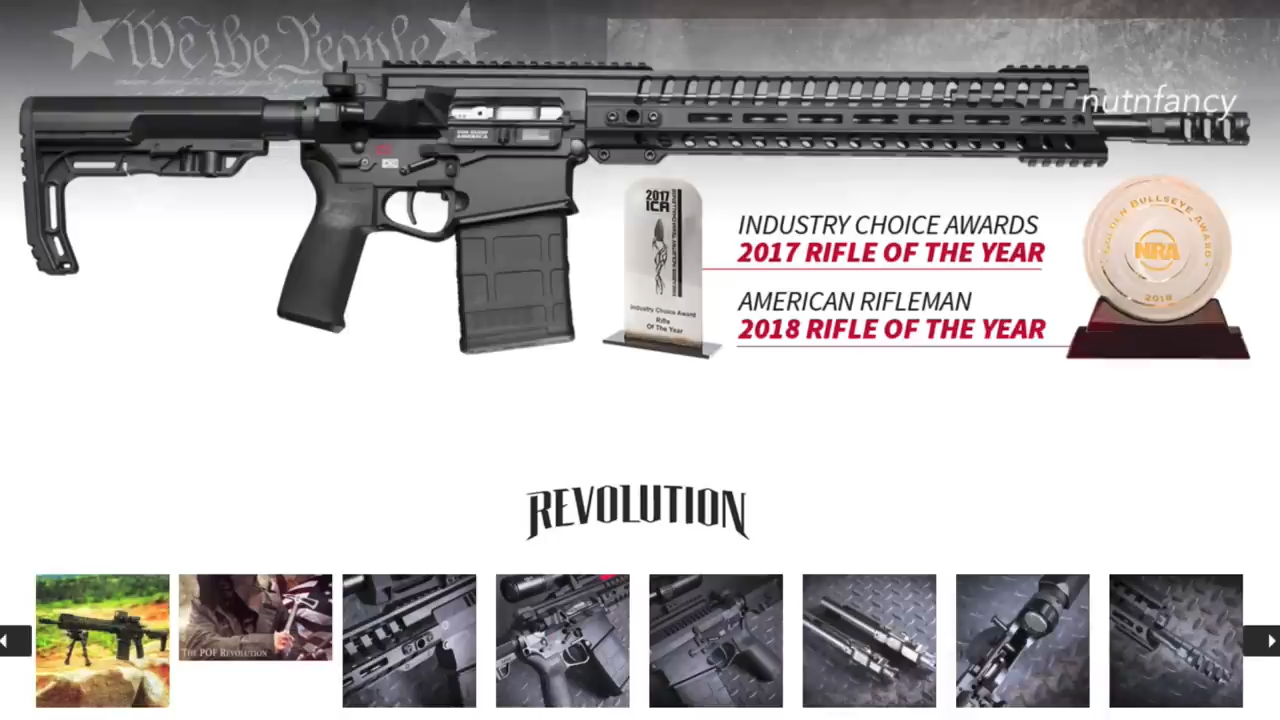 We the People
nutnfancy
2017
ICA
INDUSTRY CHOICE AWARDS
2017 RIFLE OF THE YEAR
Industry Choice Award
Rifle
Of The Year
AMERICAN RIFLEMAN
2018 RIFLE OF THE YEAR
GOLDEN BULLSEYE AWARD
NRA
2018
REVOLUTION
THE POF REVOLUTION